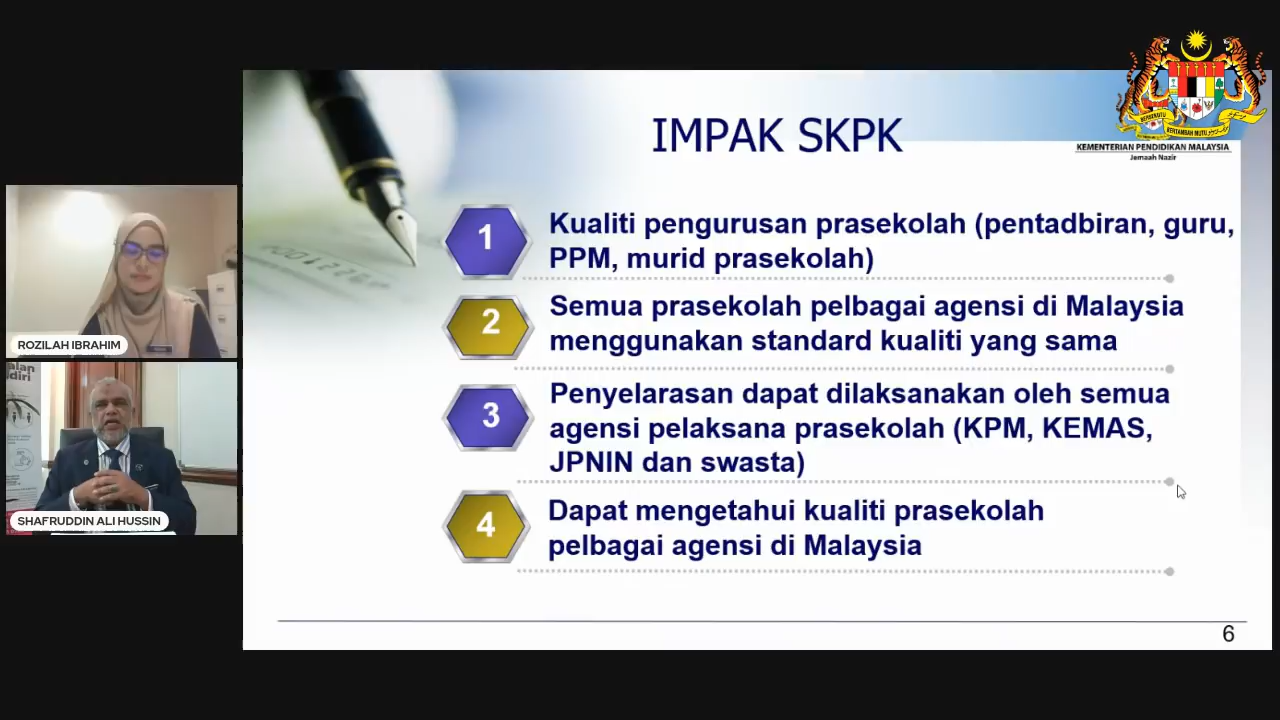 IMPAK SKPK
BERSEKUTU
BERTAMBAH MUTU
KEMENTERIAN PENDIDIKAN MALAYSIA
Jemaah Nazir
1
Kualiti pengurusan prasekolah (pentadbiran, guru,
PPM, murid prasekolah)
2
Semua prasekolah pelbagai agensi di Malaysia
menggunakan standard kualiti yang sama
3
Penyelarasan dapat dilaksanakan oleh semua
agensi pelaksana prasekolah (KPM, KEMAS,
JPNIN dan swasta)
4
Dapat mengetahui kualiti prasekolah
pelbagai agensi di Malaysia
6
ROZILAH IBRAHIM
SHAFRUDDIN ALI HUSSIN